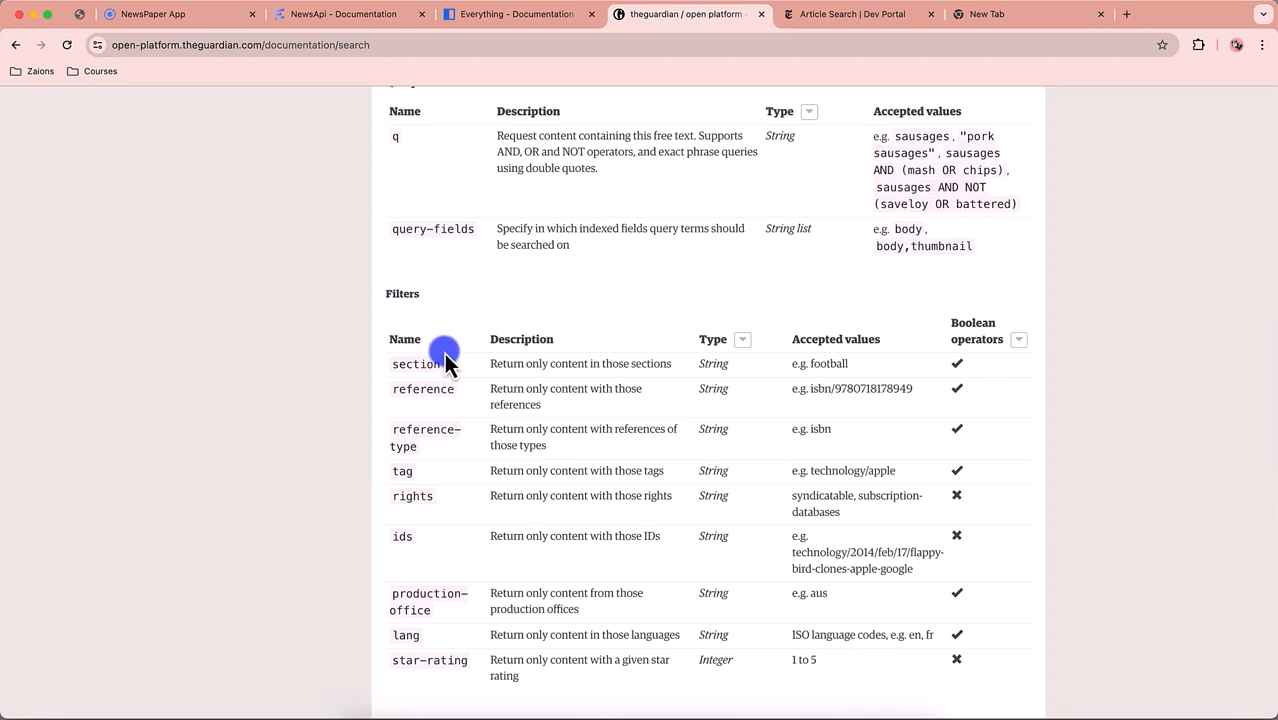 NewsPaper App
NewsApi - Documentation
Everything - Documentation
theguardian / open platform -
Article Search | Dev Portal
New Tab
open-platform.theguardian.com/documentation/search
Zaions
Courses
Name Description Type Accepted values
q Request content containing this free text. Supports AND, OR and NOT operators, and exact phrase queries using double quotes. String e.g. sausages, "pork sausages", sausages AND (mash OR chips), sausages AND NOT (saveloy OR battered)
query-fields Specify in which indexed fields query terms should be searched on String list e.g. body, body,thumbnail
Filters
Name Description Type Accepted values Boolean operators
section Return only content in those sections String e.g. football
reference Return only content with those references String e.g. isbn/9780718178949
reference-type Return only content with references of those types String e.g. isbn
tag Return only content with those tags String e.g. technology/apple
rights Return only content with those rights String syndicatable, subscription-databases
ids Return only content with those IDs String e.g. technology/2014/feb/17/flappy-bird-clones-apple-google
production-office Return only content from those production offices String e.g. aus
lang Return only content in those languages String ISO language codes, e.g. en, fr
star-rating Return only content with a given star rating Integer 1 to 5